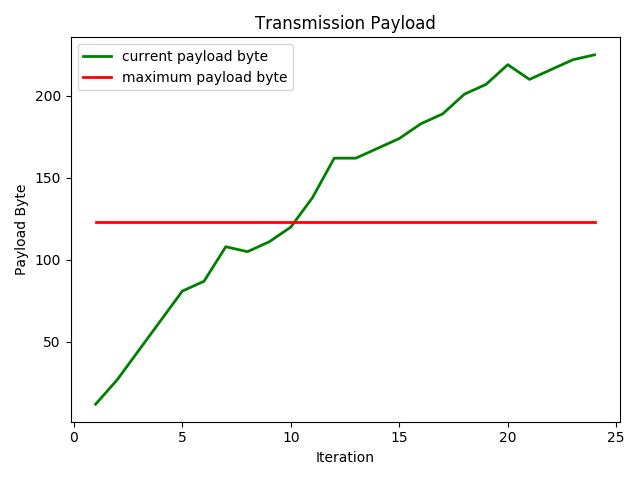 Transmission Payload
current payload byte
maximum payload byte
Payload Byte
200
150
100
50
0 5 10 15 20 25
Iteration